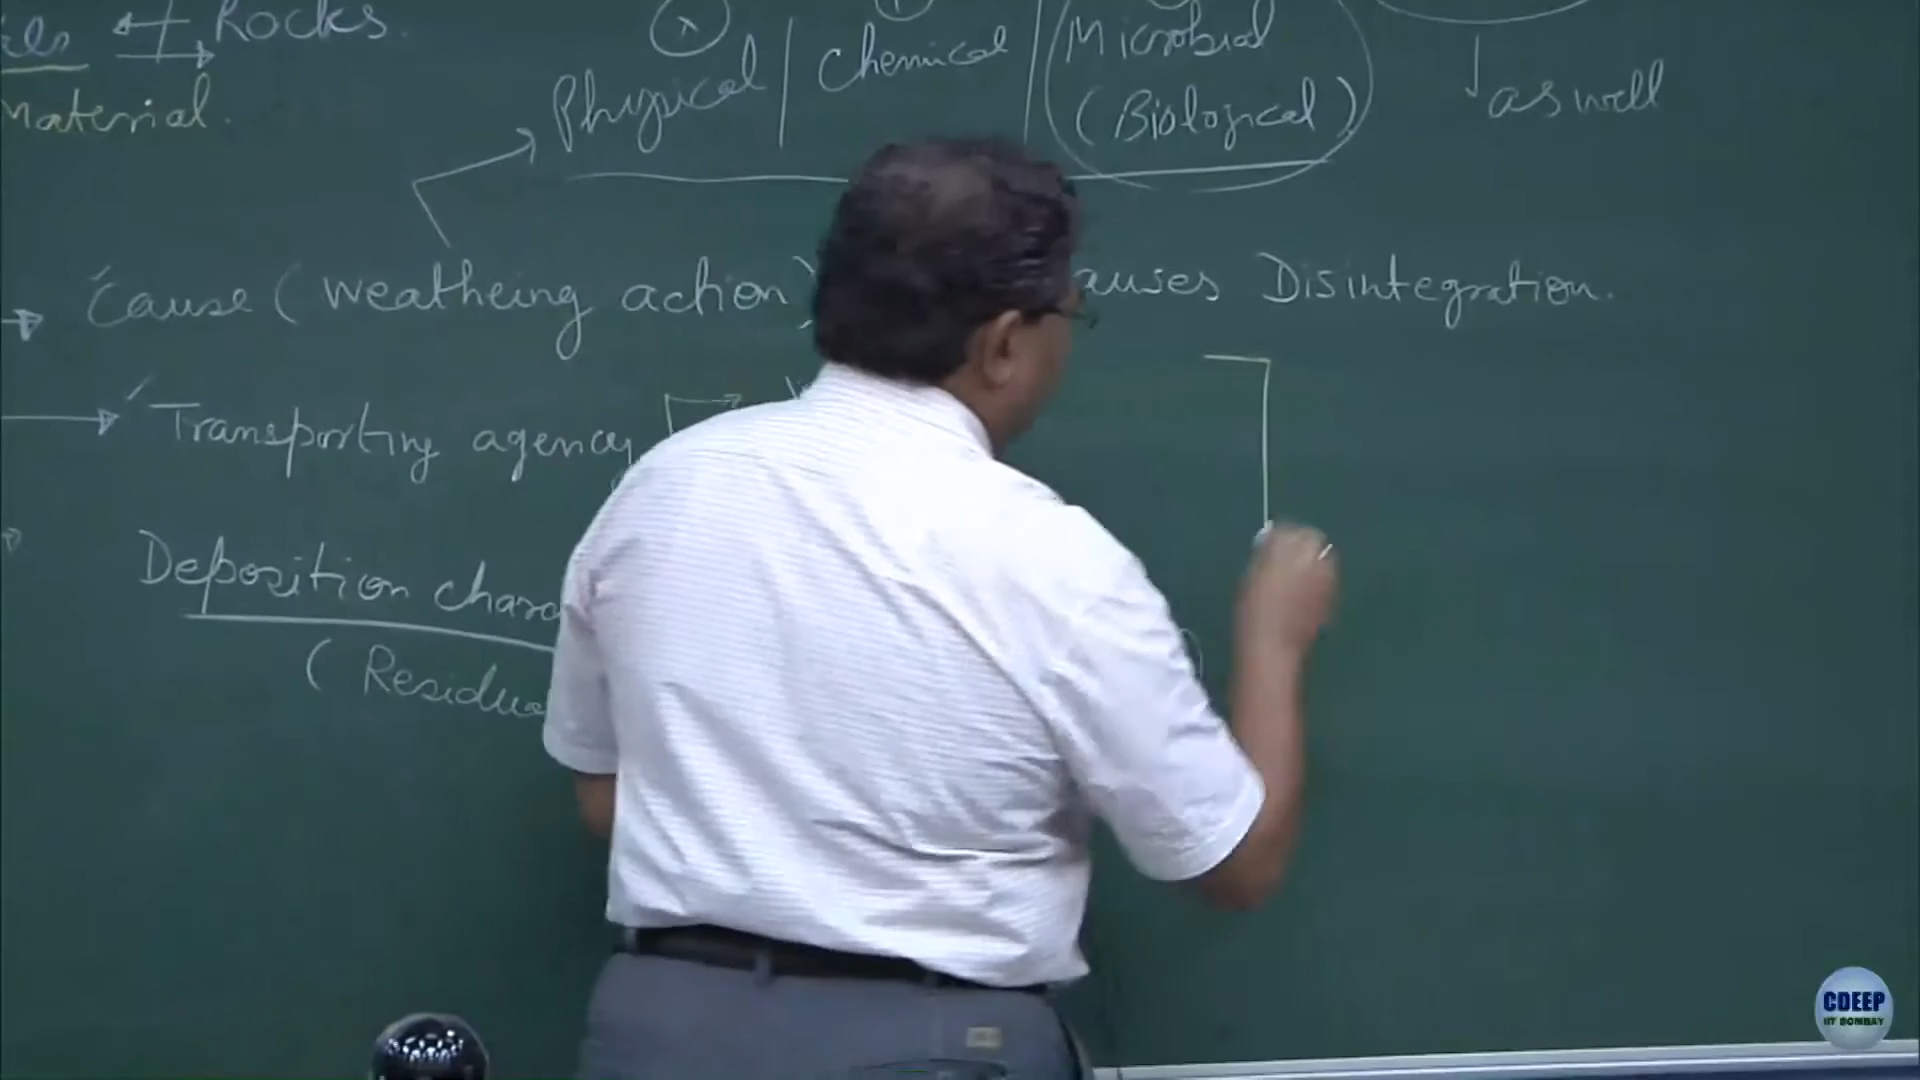 Rocks.
Material.
Physical / Chemical / Microbial
(Biological)
as well
Cause (weatheing action) auses Disintegration.
Transporting agency
Deposition chara
(Residua
CDEEP
IIT BOMBAY